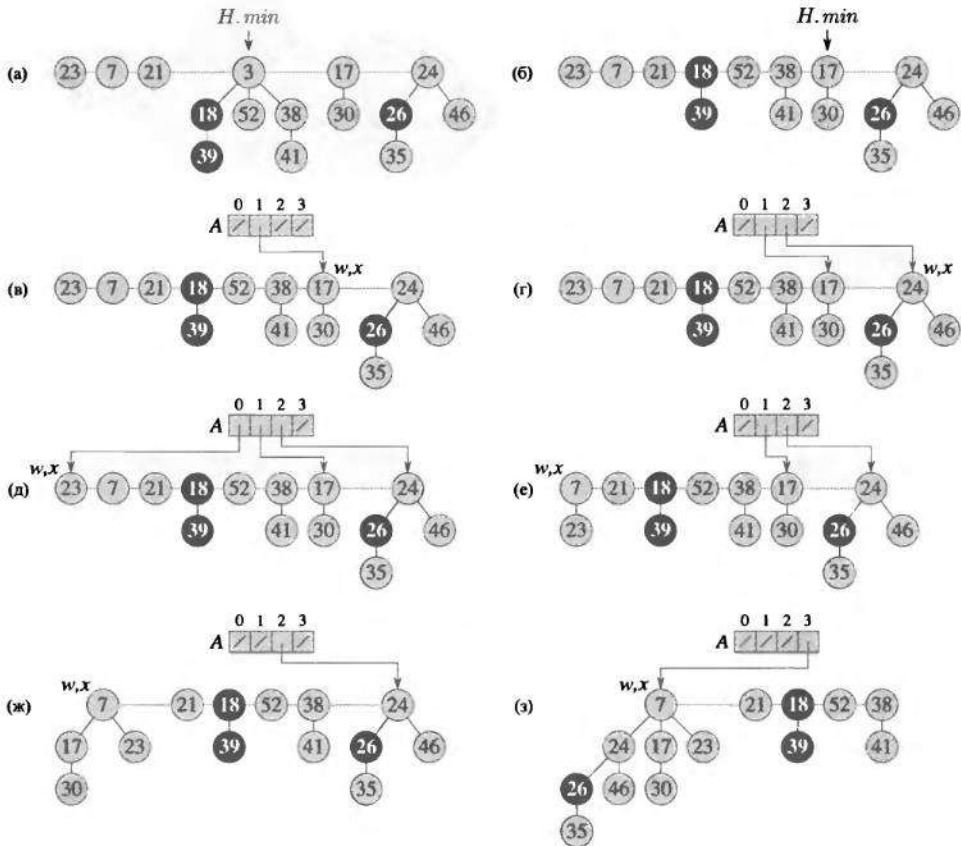 H.min
H.min
(а) 23 7 21 3 17 24
18 52 38 30 26 46
39 41 35
(б) 23 7 21 18 52 38 17 24
39 41 30 26 46
35
0 1 2 3
A
w,x
(в) 23 7 21 18 52 38 17 24
39 41 30 26 46
35
0 1 2 3
A
w,x
(г) 23 7 21 18 52 38 17 24
39 41 30 26 46
35
0 1 2 3
A
w,x
(д) 23 7 21 18 52 38 17 24
39 41 30 26 46
35
0 1 2 3
A
w,x
(е) 7 21 18 52 38 17 24
23 39 41 30 26 46
35
0 1 2 3
A
w,x
(ж) 7 21 18 52 38 24
17 23 39 41 26 46
30 35
0 1 2 3
A
w,x
(з) 7 21 18 52 38
24 17 23 39 41
26 46 30
35